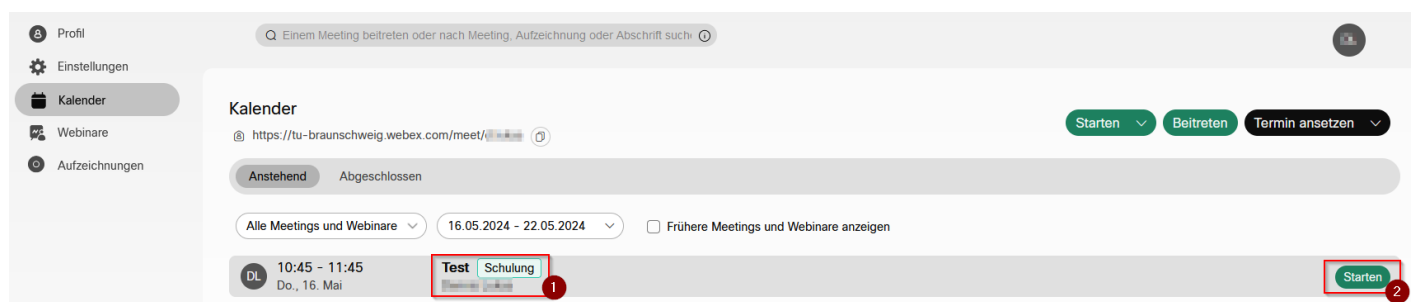 Profil
Einstellungen
Kalender
Webinare
Aufzeichnungen
Einem Meeting beitreten oder nach Meeting, Aufzeichnung oder Abschrift suche
Kalender
https://tu-braunschweig.webex.com/meet/
Starten
Beitreten
Termin ansetzen
Anstehend Abgeschlossen
Alle Meetings und Webinare 16.05.2024 - 22.05.2024 Frühere Meetings und Webinare anzeigen
DL 10:45 - 11:45 Test Schulung 1 Starten 2
Do., 16. Mai